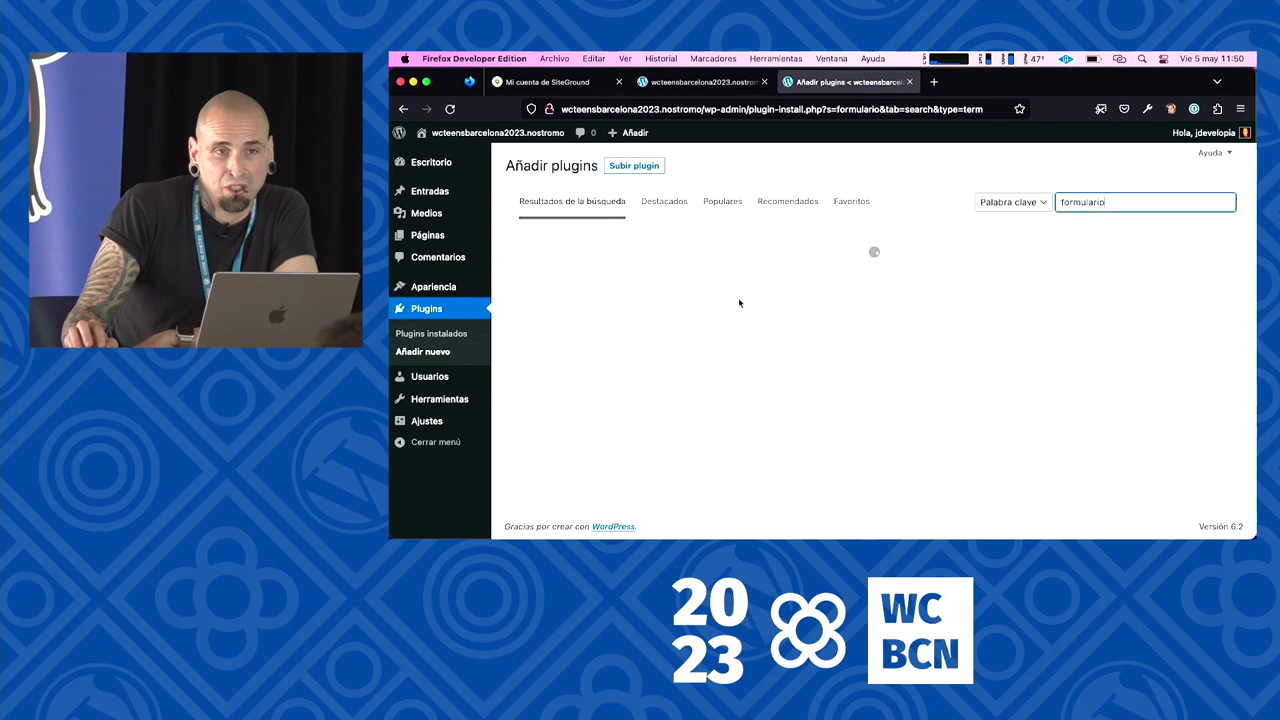 Firefox Developer Edition Archivo Editar Ver Historial Marcadores Herramientas Ventana Ayuda 47° Vie 5 may 11:50
Mi cuenta de SiteGround
wcteensbarcelona2023.nostrom
Añadir plugins < wcteensbarcel
wcteensbarcelona2023.nostromo/wp-admin/plugin-install.php?s=formulario&tab=search&type=term
wcteensbarcelona2023.nostromo 0 + Añadir Hola, jdevelopia
Escritorio
Entradas
Medios
Páginas
Comentarios
Apariencia
Plugins
Plugins instalados
Añadir nuevo
Usuarios
Herramientas
Ajustes
Cerrar menú
Ayuda
Añadir plugins Subir plugin
Resultados de la búsqueda Destacados Populares Recomendados Favoritos Palabra clave formulario
Gracias por crear con WordPress. Versión 6.2
20
23
WC
BCN